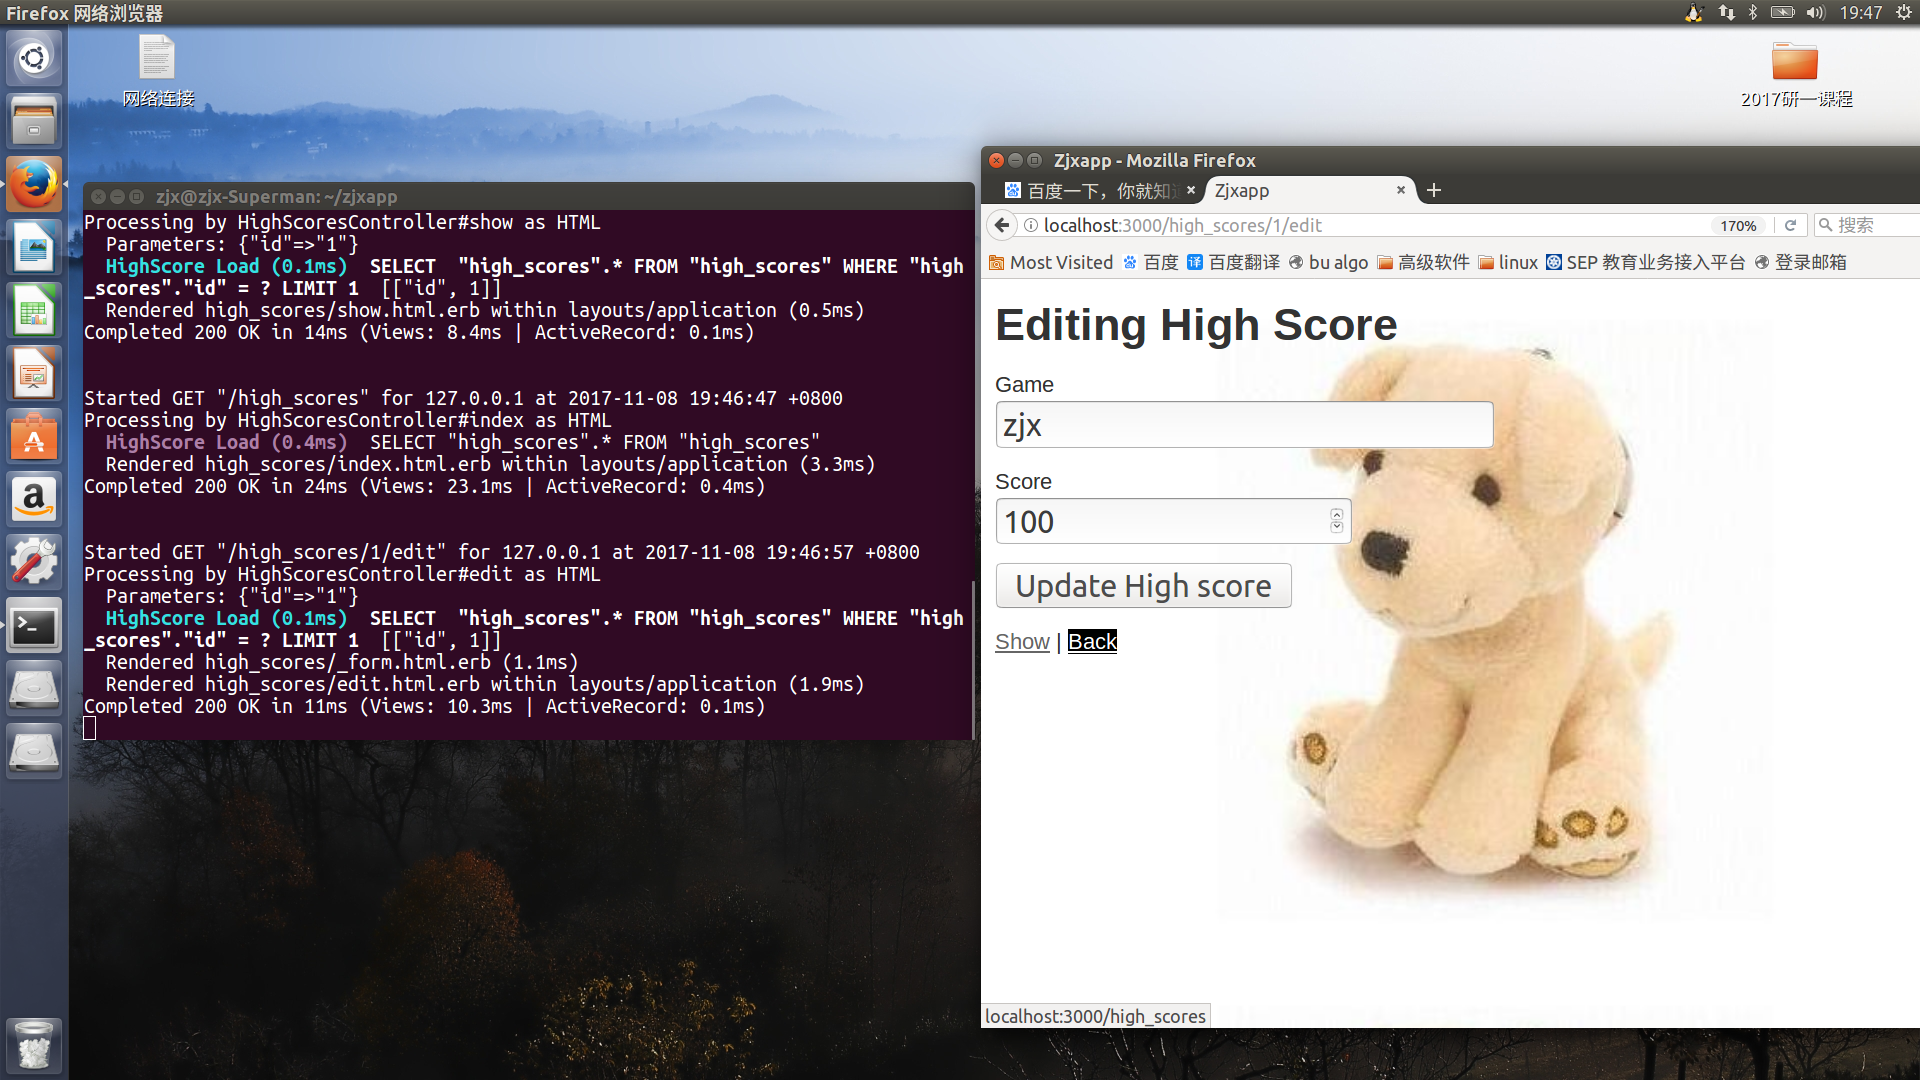 Firefox 网络浏览器
19:47
网络连接
2017研一课程
zjx@zjx-Superman: ~/zjxapp
Processing by HighScoresController#show as HTML
  Parameters: {"id"=>"1"}
  HighScore Load (0.1ms)  SELECT  "high_scores".* FROM "high_scores" WHERE "high
_scores"."id" = ? LIMIT 1  [["id", 1]]
  Rendered high_scores/show.html.erb within layouts/application (0.5ms)
Completed 200 OK in 14ms (Views: 8.4ms | ActiveRecord: 0.1ms)
Started GET "/high_scores" for 127.0.0.1 at 2017-11-08 19:46:47 +0800
Processing by HighScoresController#index as HTML
  HighScore Load (0.4ms)  SELECT "high_scores".* FROM "high_scores"
  Rendered high_scores/index.html.erb within layouts/application (3.3ms)
Completed 200 OK in 24ms (Views: 23.1ms | ActiveRecord: 0.4ms)
Started GET "/high_scores/1/edit" for 127.0.0.1 at 2017-11-08 19:46:57 +0800
Processing by HighScoresController#edit as HTML
  Parameters: {"id"=>"1"}
  HighScore Load (0.1ms)  SELECT  "high_scores".* FROM "high_scores" WHERE "high
_scores"."id" = ? LIMIT 1  [["id", 1]]
  Rendered high_scores/_form.html.erb (1.1ms)
  Rendered high_scores/edit.html.erb within layouts/application (1.9ms)
Completed 200 OK in 11ms (Views: 10.3ms | ActiveRecord: 0.1ms)
Zjxapp - Mozilla Firefox
百度一下，你就知 Zjxapp
localhost:3000/high_scores/1/edit 170% 搜索
Most Visited 百度 百度翻译 bu algo 高级软件 linux SEP 教育业务接入平台 登录邮箱
Editing High Score
Game
zjx
Score
100
Update High score
Show | Back
localhost:3000/high_scores